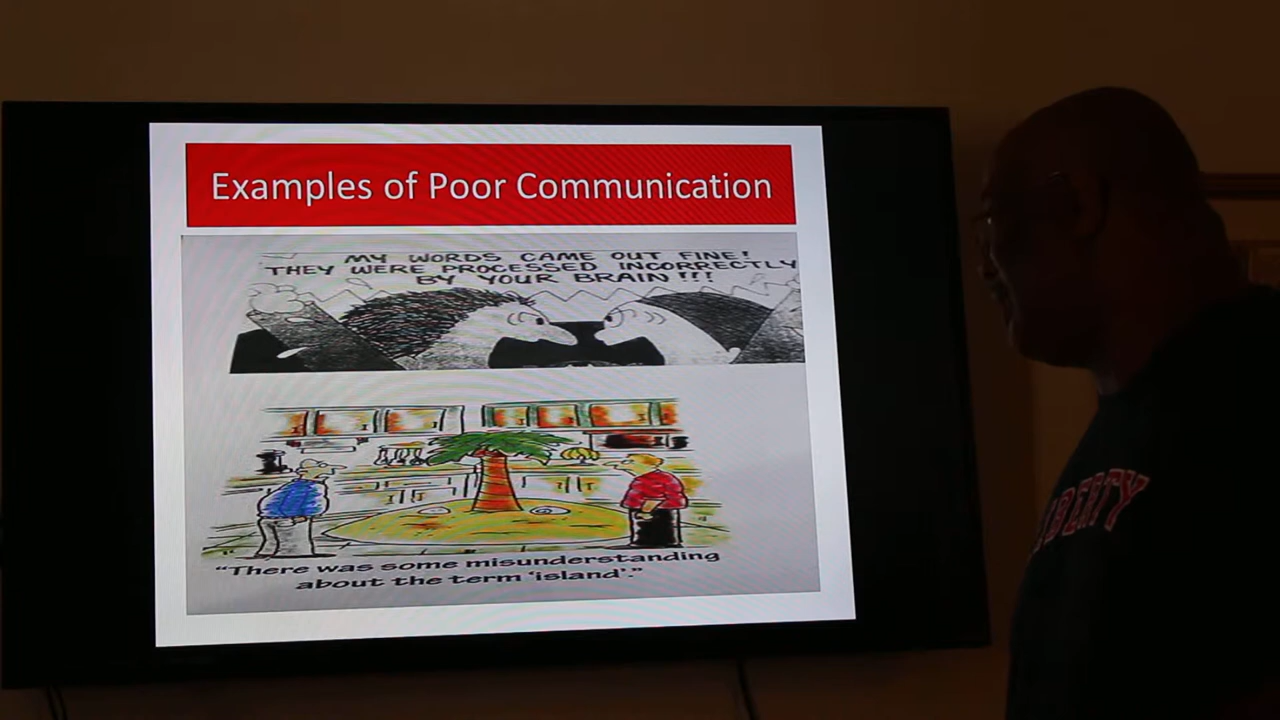 Examples of Poor Communication
MY WORDS CAME OUT FINE!
THEY WERE PROCESSED INCORRECTLY
BY YOUR BRAIN!!!
"There was some misunderstanding
about the term 'island'."
IBERTY